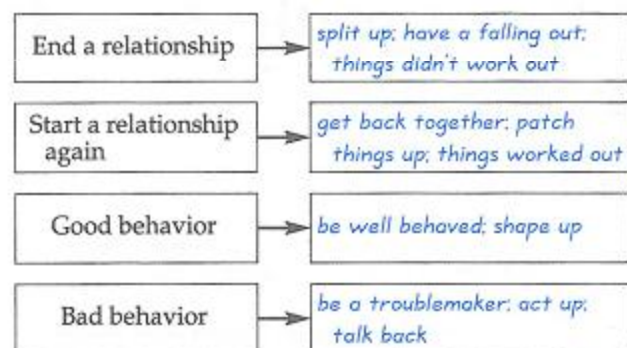 End a relationship
split up; have a falling out;
things didn't work out
Start a relationship
again
get back together; patch
things up; things worked out
Good behavior
be well behaved; shape up
Bad behavior
be a troublemaker; act up;
talk back